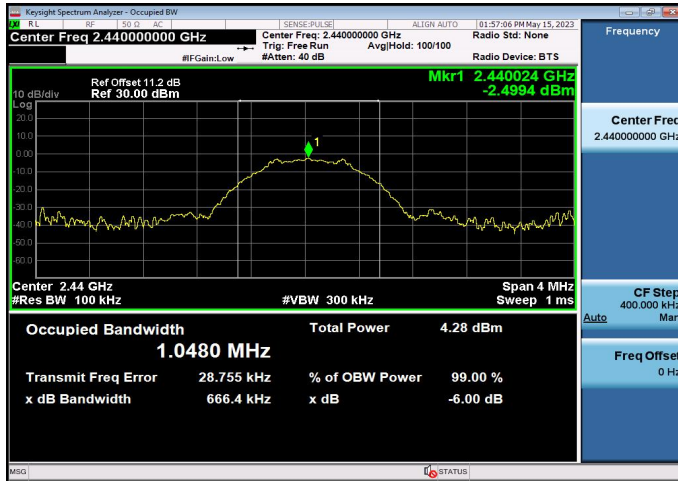 Keysight Spectrum Analyzer - Occupied BW
RL RF 50 Ω AC SENSE:PULSE ALIGN AUTO 01:57:06 PM May 15, 2023
Center Freq 2.440000000 GHz
Center Freq: 2.440000000 GHz
Radio Std: None
Trig: Free Run Avg|Hold: 100/100
#IFGain:Low #Atten: 40 dB Radio Device: BTS
Ref Offset 11.2 dB
10 dB/div Ref 30.00 dBm
Mkr1 2.440024 GHz
-2.4994 dBm
Log
20.0
10.0
1
0.00
-10.0
-20.0
-30.0
-40.0
-50.0
-60.0
Center 2.44 GHz Span 4 MHz
#Res BW 100 kHz #VBW 300 kHz Sweep 1 ms
Occupied Bandwidth Total Power 4.28 dBm
1.0480 MHz
Transmit Freq Error 28.755 kHz % of OBW Power 99.00 %
x dB Bandwidth 666.4 kHz x dB -6.00 dB
MSG STATUS
Frequency
Center Freq
2.440000000 GHz
CF Step
400.000 kHz
Auto Man
Freq Offset
0 Hz